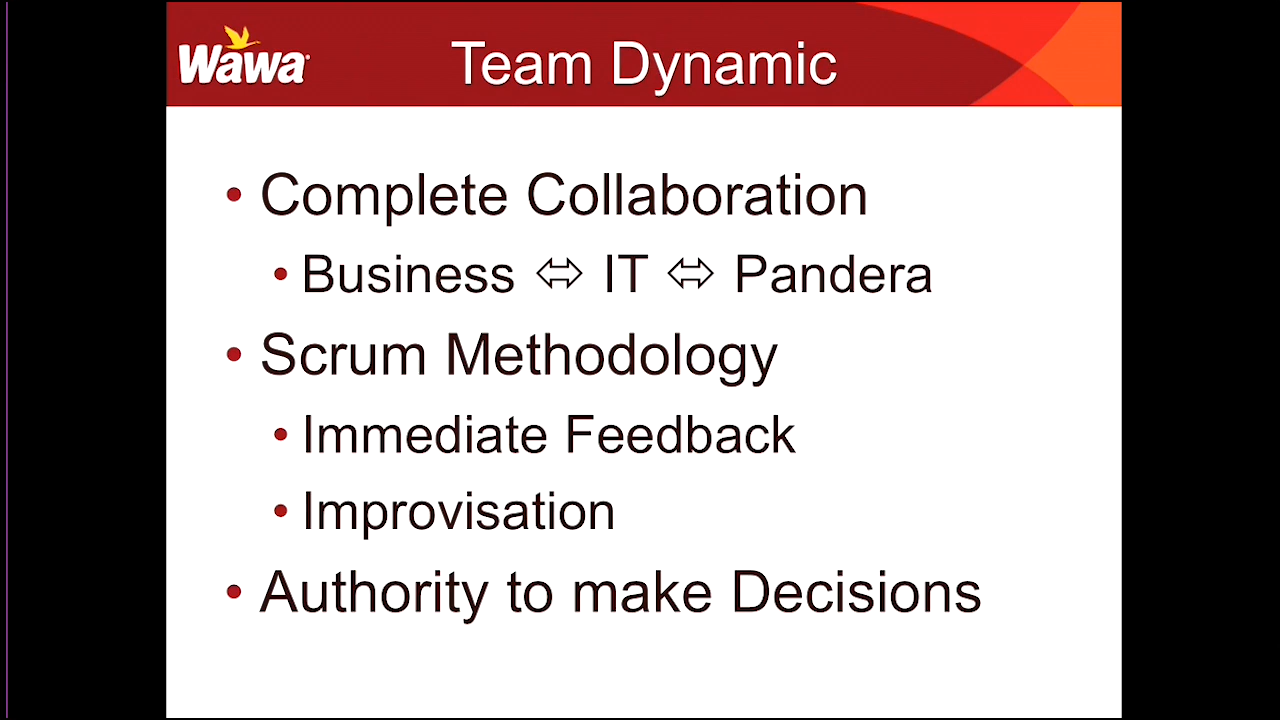 Wawa
Team Dynamic
• Complete Collaboration
• Business ⬄ IT ⬄ Pandera
• Scrum Methodology
• Immediate Feedback
• Improvisation
• Authority to make Decisions